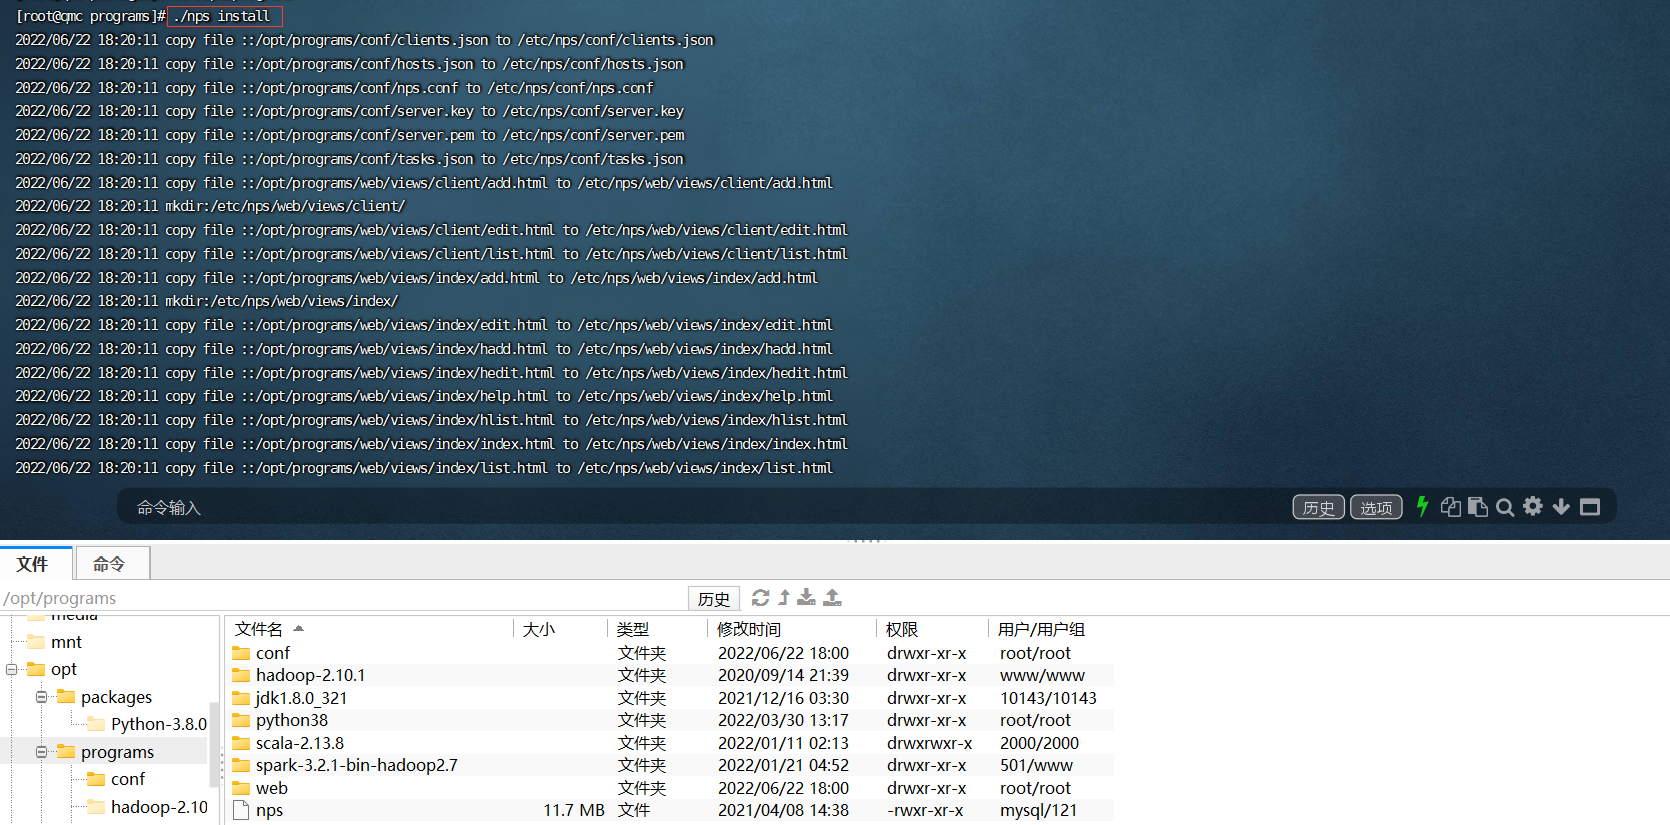 [root@qmc programs]# ./nps install
2022/06/22 18:20:11 copy file ::/opt/programs/conf/clients.json to /etc/nps/conf/clients.json
2022/06/22 18:20:11 copy file ::/opt/programs/conf/hosts.json to /etc/nps/conf/hosts.json
2022/06/22 18:20:11 copy file ::/opt/programs/conf/nps.conf to /etc/nps/conf/nps.conf
2022/06/22 18:20:11 copy file ::/opt/programs/conf/server.key to /etc/nps/conf/server.key
2022/06/22 18:20:11 copy file ::/opt/programs/conf/server.pem to /etc/nps/conf/server.pem
2022/06/22 18:20:11 copy file ::/opt/programs/conf/tasks.json to /etc/nps/conf/tasks.json
2022/06/22 18:20:11 copy file ::/opt/programs/web/views/client/add.html to /etc/nps/web/views/client/add.html
2022/06/22 18:20:11 mkdir:/etc/nps/web/views/client/
2022/06/22 18:20:11 copy file ::/opt/programs/web/views/client/edit.html to /etc/nps/web/views/client/edit.html
2022/06/22 18:20:11 copy file ::/opt/programs/web/views/client/list.html to /etc/nps/web/views/client/list.html
2022/06/22 18:20:11 copy file ::/opt/programs/web/views/index/add.html to /etc/nps/web/views/index/add.html
2022/06/22 18:20:11 mkdir:/etc/nps/web/views/index/
2022/06/22 18:20:11 copy file ::/opt/programs/web/views/index/edit.html to /etc/nps/web/views/index/edit.html
2022/06/22 18:20:11 copy file ::/opt/programs/web/views/index/hadd.html to /etc/nps/web/views/index/hadd.html
2022/06/22 18:20:11 copy file ::/opt/programs/web/views/index/hedit.html to /etc/nps/web/views/index/hedit.html
2022/06/22 18:20:11 copy file ::/opt/programs/web/views/index/help.html to /etc/nps/web/views/index/help.html
2022/06/22 18:20:11 copy file ::/opt/programs/web/views/index/hlist.html to /etc/nps/web/views/index/hlist.html
2022/06/22 18:20:11 copy file ::/opt/programs/web/views/index/index.html to /etc/nps/web/views/index/index.html
2022/06/22 18:20:11 copy file ::/opt/programs/web/views/index/list.html to /etc/nps/web/views/index/list.html
命令输入 历史 选项
文件 命令
/opt/programs 历史
media
mnt
opt
packages
Python-3.8.0
programs
conf
hadoop-2.10
文件名 大小 类型 修改时间 权限 用户/用户组
conf 文件夹 2022/06/22 18:00 drwxr-xr-x root/root
hadoop-2.10.1 文件夹 2020/09/14 21:39 drwxr-xr-x www/www
jdk1.8.0_321 文件夹 2021/12/16 03:30 drwxr-xr-x 10143/10143
python38 文件夹 2022/03/30 13:17 drwxr-xr-x root/root
scala-2.13.8 文件夹 2022/01/11 02:13 drwxrwxr-x 2000/2000
spark-3.2.1-bin-hadoop2.7 文件夹 2022/01/21 04:52 drwxr-xr-x 501/www
web 文件夹 2022/06/22 18:00 drwxr-xr-x root/root
nps 11.7 MB 文件 2021/04/08 14:38 -rwxr-xr-x mysql/121